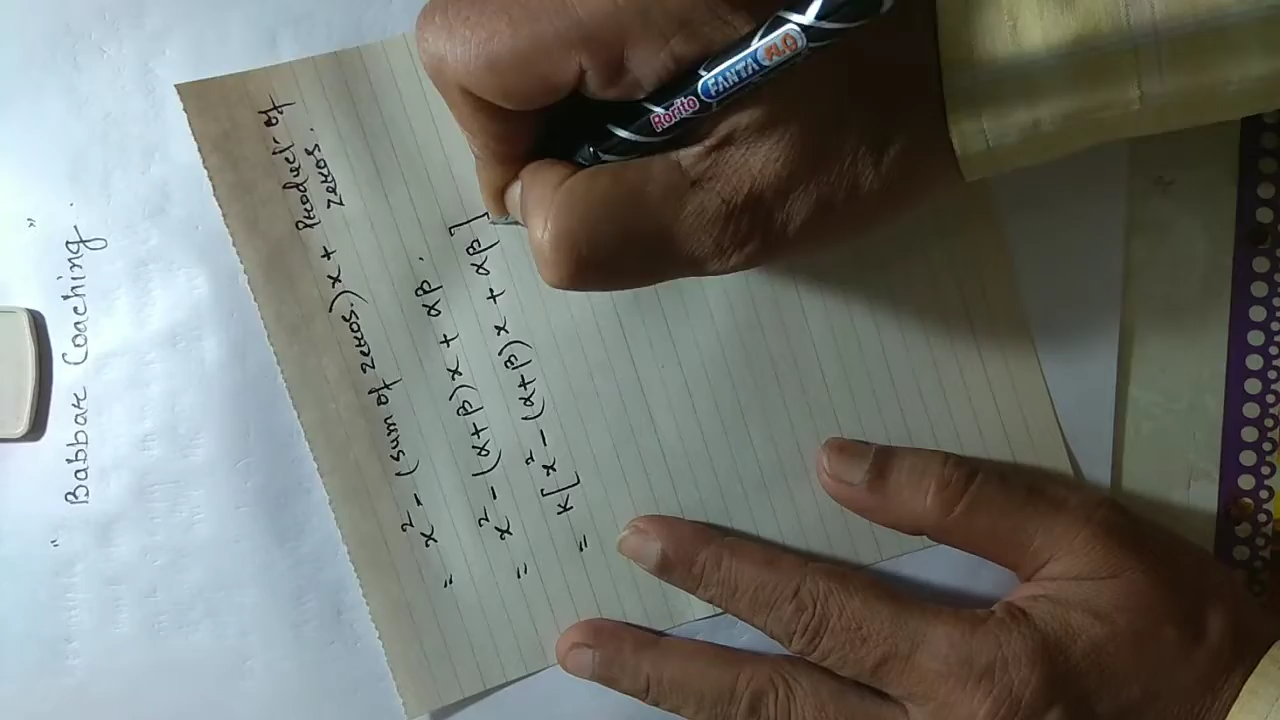 " Babbar Coaching. "
= x² - (sum of zeros.) x + Product of
zeros.
= x² - (α+β) x + αβ.
= K[x² - (α+β) x + αβ]
Rorito FANTA FLO